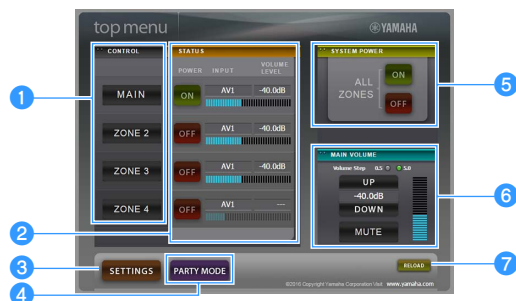 top menu
YAMAHA
CONTROL
STATUS
SYSTEM POWER
POWER INPUT VOLUME LEVEL
MAIN
ON AV1 -40.0dB
ZONE 2
OFF AV1 -40.0dB
ZONE 3
OFF AV1 -40.0dB
ZONE 4
OFF AV1 ---
ALL ZONES
ON
OFF
MAIN VOLUME
Volume Step 0.5 5.0
UP
-40.0dB
DOWN
MUTE
SETTINGS
PARTY MODE
RELOAD
©2016 Copyright Yamaha Corporation Visit www.yamaha.com
1
2
3
4
5
6
7